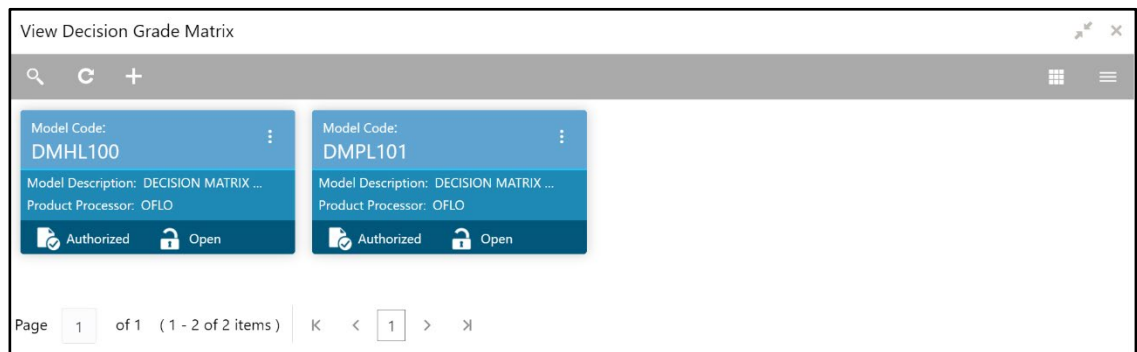 View Decision Grade Matrix
Model Code:
DMHL100
Model Description: DECISION MATRIX ...
Product Processor: OFLO
Authorized Open
Model Code:
DMPL101
Model Description: DECISION MATRIX ...
Product Processor: OFLO
Authorized Open
Page 1 of 1 ( 1 - 2 of 2 items ) 1